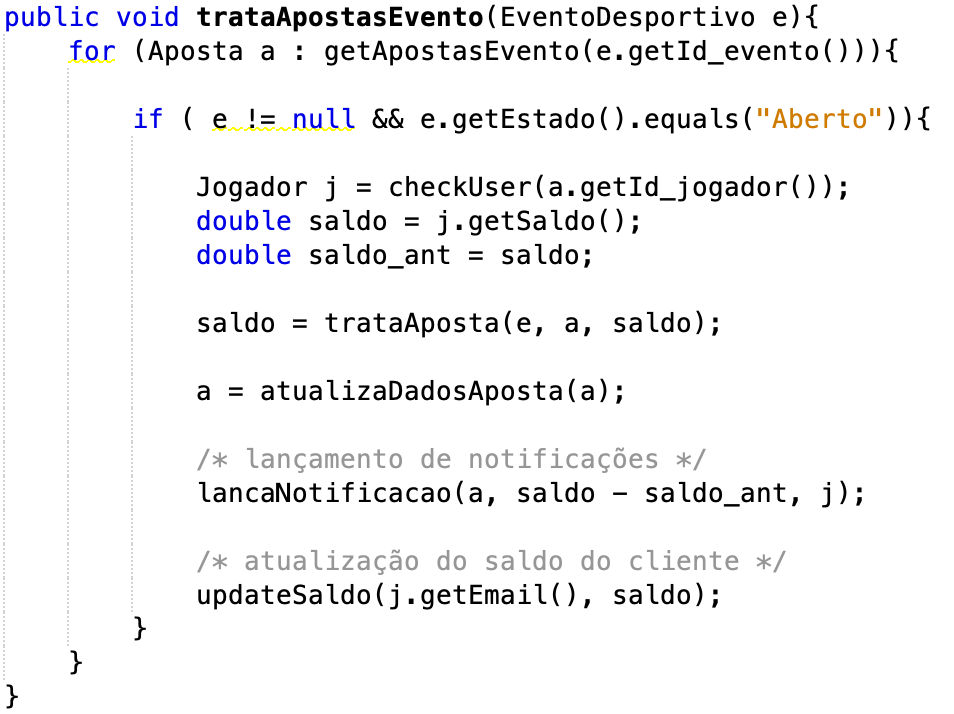 public void trataApostasEvento(EventoDesportivo e){
for (Aposta a : getApostasEvento(e.getId_evento())){
if ( e != null && e.getEstado().equals("Aberto")){
Jogador j = checkUser(a.getId_jogador());
double saldo = j.getSaldo();
double saldo_ant = saldo;
saldo = trataAposta(e, a, saldo);
a = atualizaDadosAposta(a);
/* lançamento de notificações */
lancaNotificacao(a, saldo - saldo_ant, j);
/* atualização do saldo do cliente */
updateSaldo(j.getEmail(), saldo);
}
}
}